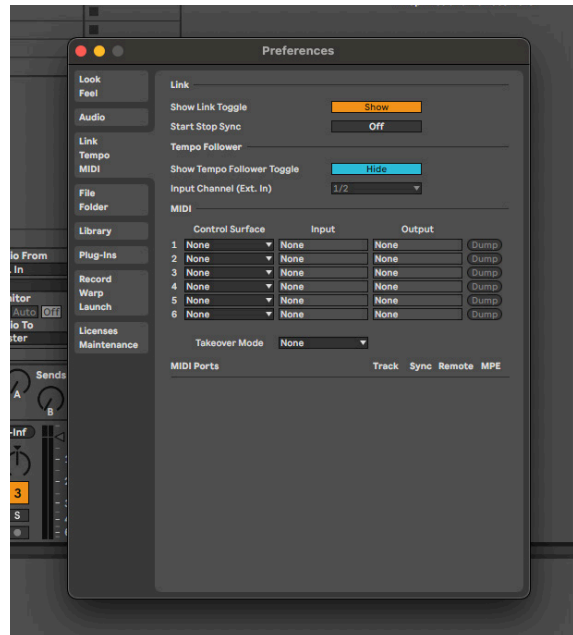 Preferences
Look
Feel
Audio
Link
Tempo
MIDI
File
Folder
Library
Plug-Ins
Record
Warp
Launch
Licenses
Maintenance
Link
Show Link Toggle Show
Start Stop Sync Off
Tempo Follower
Show Tempo Follower Toggle Hide
Input Channel (Ext. In) 1/2
MIDI
Control Surface Input Output
1 None None None Dump
2 None None None Dump
3 None None None Dump
4 None None None Dump
5 None None None Dump
6 None None None Dump
Takeover Mode None
MIDI Ports Track Sync Remote MPE
io From
. In
nitor
Auto Off
io To
ster
Sends
A
B
-Inf
3
S